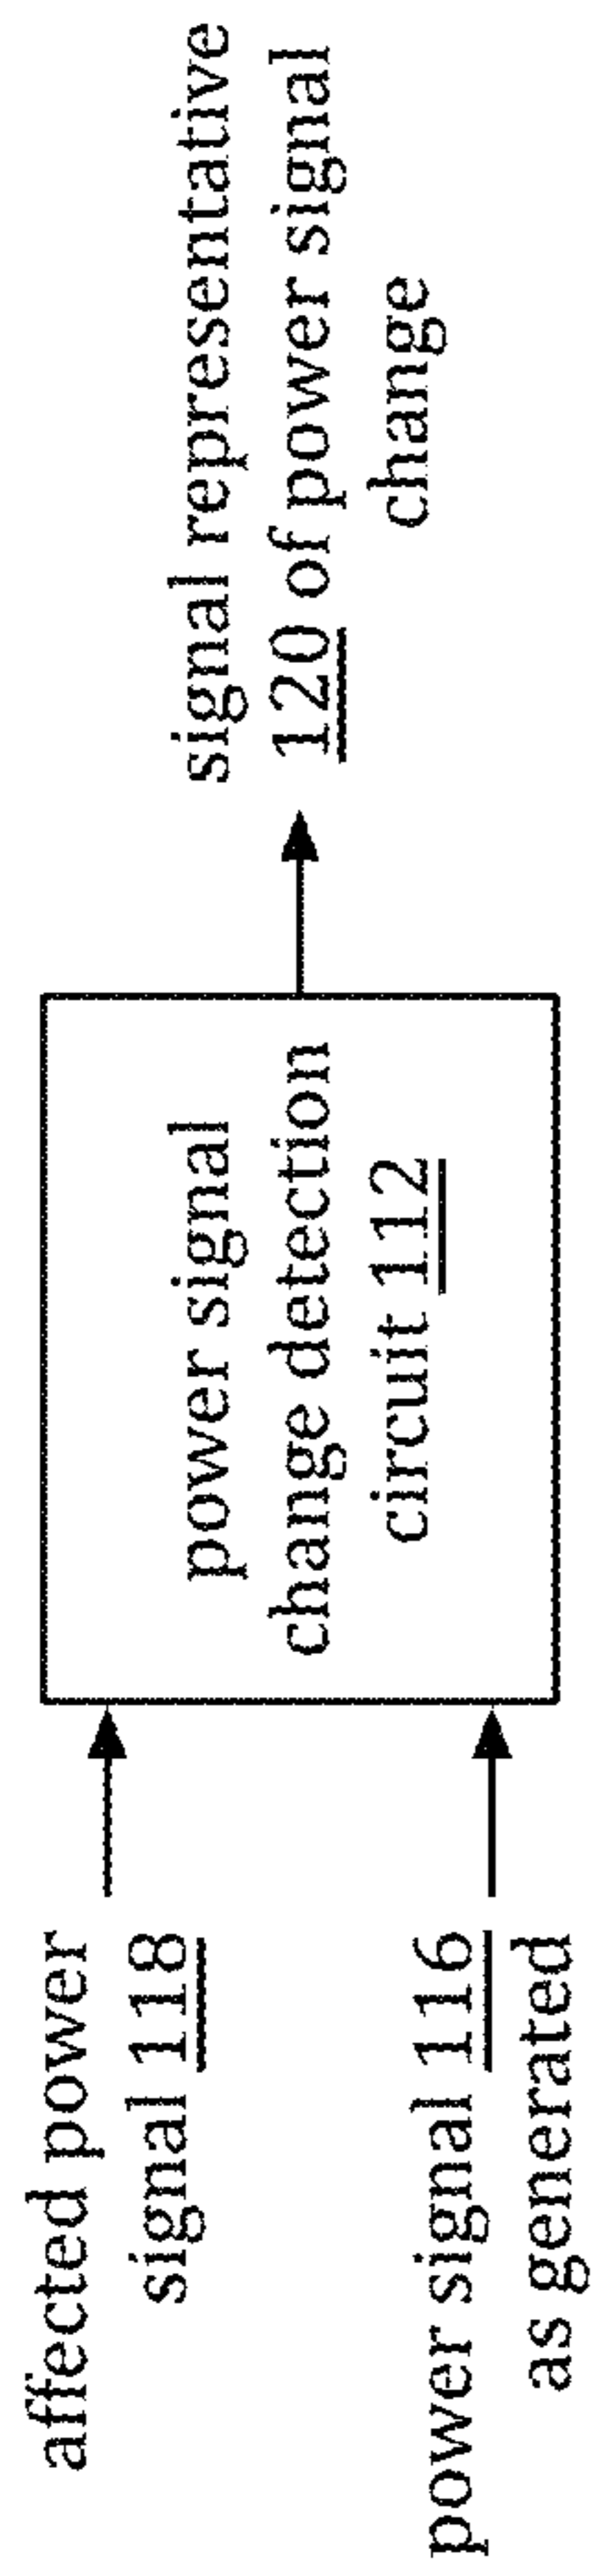 affected power
signal 118
power signal 116
as generated
power signal
change detection
circuit 112
signal representative
120 of power signal
change